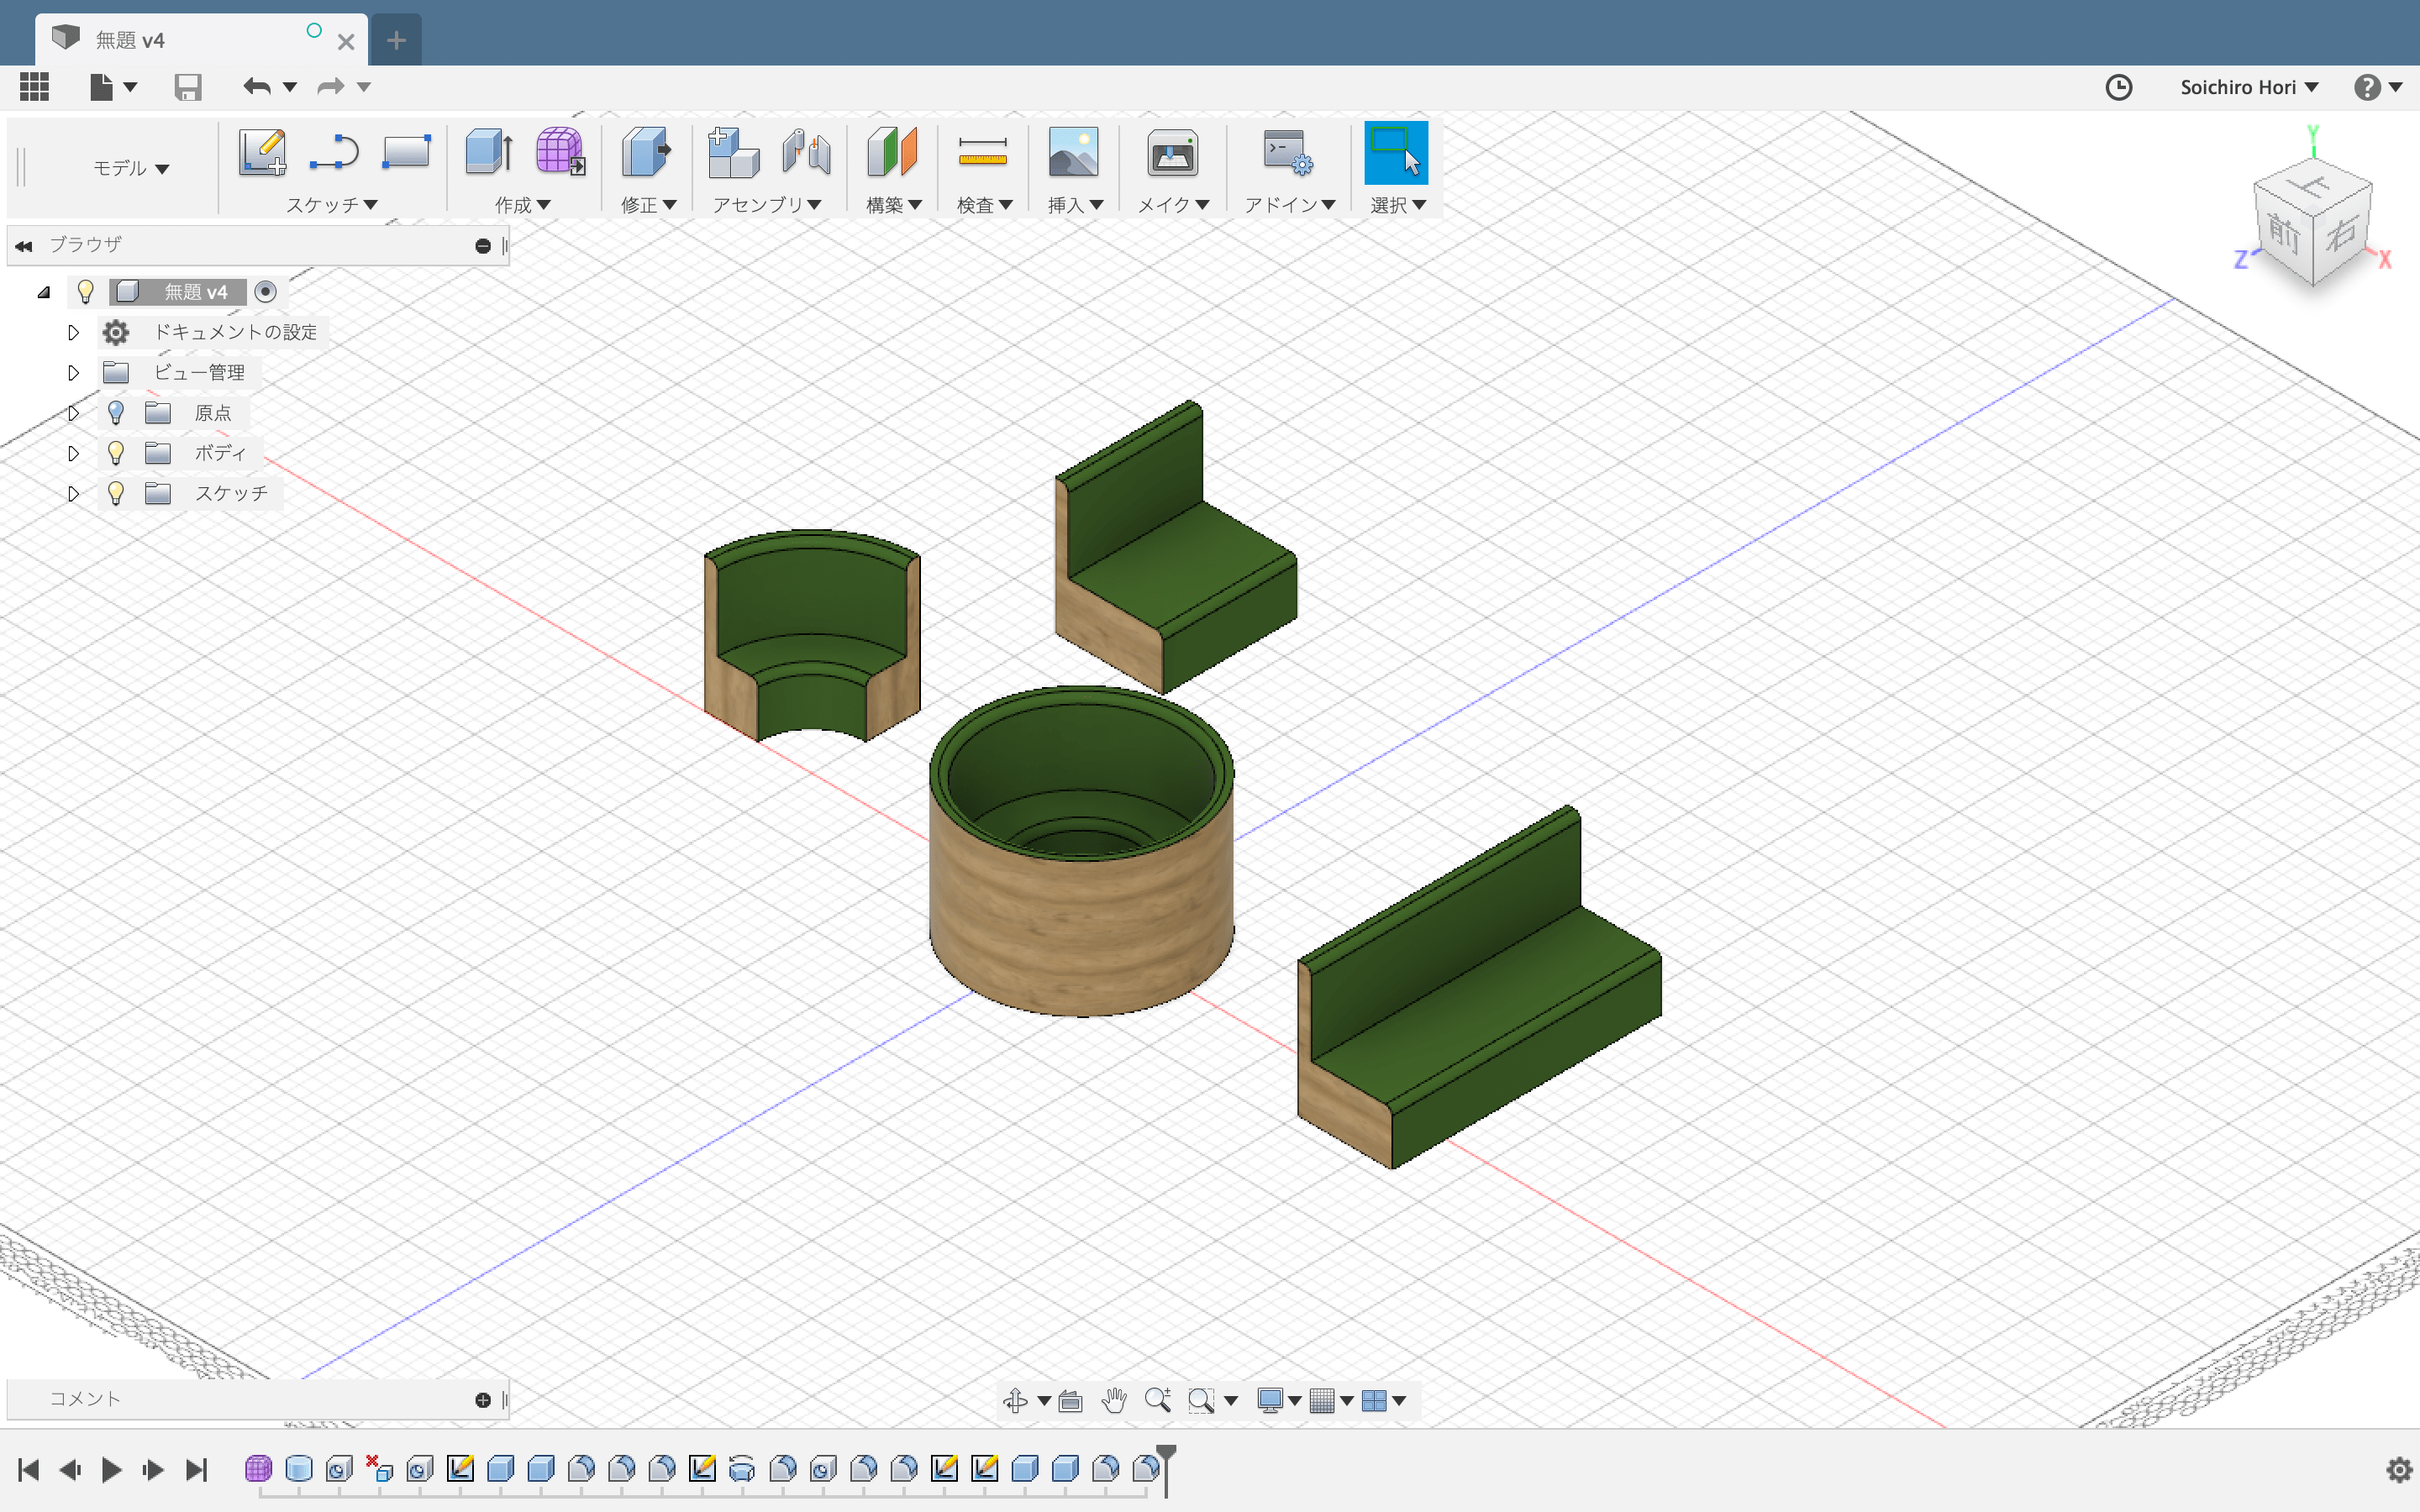 無題 v4
Soichiro Hori
モデル
スケッチ
作成
修正
アセンブリ
構築
検査
挿入
メイク
アドイン
選択
Y
上
前
右
Z
X
ブラウザ
無題 v4
ドキュメントの設定
ビュー管理
原点
ボディ
スケッチ
コメント